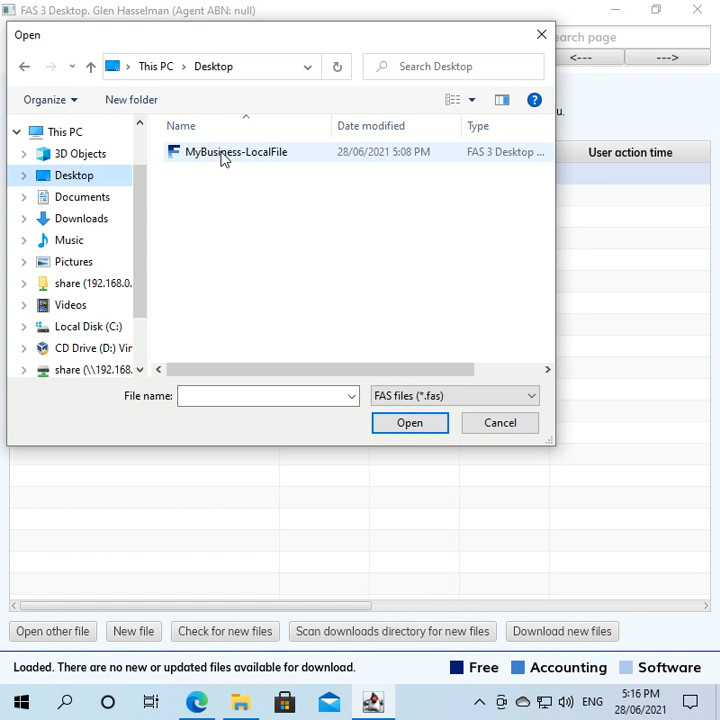 FAS 3 Desktop. Glen Hasselman (Agent ABN: null)
Open
This PC Desktop
Search Desktop
earch page
<--- --->
Organize New folder
u.
Name Date modified Type
This PC
3D Objects
Desktop
Documents
Downloads
Music
Pictures
share (192.168.0.
Videos
Local Disk (C:)
CD Drive (D:) Vir
share (\\192.168.
MyBusiness-LocalFile 28/06/2021 5:08 PM FAS 3 Desktop ...
User action time
File name: FAS files (*.fas)
Open Cancel
Open other file New file Check for new files Scan downloads directory for new files Download new files
Loaded. There are no new or updated files available for download.
Free Accounting Software
ENG
5:16 PM
28/06/2021